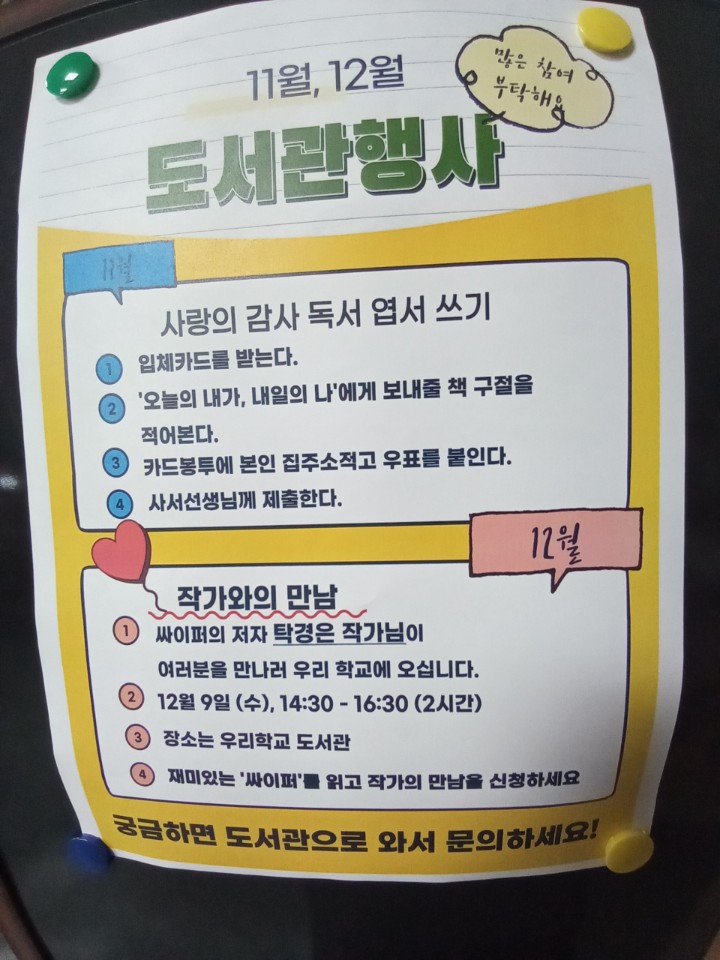 11월, 12월
많은 참여
부탁해요
도서관행사
11월
사랑의 감사 독서 엽서 쓰기
1 입체카드를 받는다.
2 '오늘의 내가, 내일의 나'에게 보내줄 책 구절을
적어본다.
3 카드봉투에 본인 집주소적고 우표를 붙인다.
4 사서선생님께 제출한다.
12월
작가와의 만남
1 싸이퍼의 저자 탁경은 작가님이
여러분을 만나러 우리 학교에 오십니다.
2 12월 9일 (수), 14:30 - 16:30 (2시간)
3 장소는 우리학교 도서관
4 재미있는 '싸이퍼'를 읽고 작가의 만남을 신청하세요
궁금하면 도서관으로 와서 문의하세요!